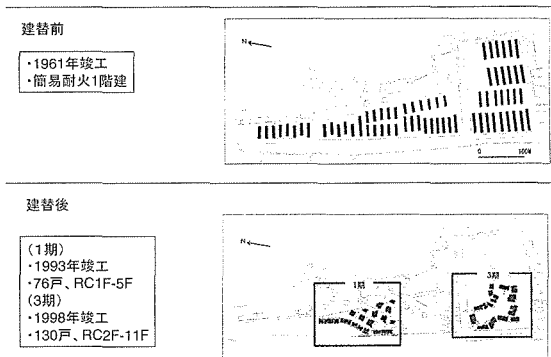 建替前
・1961年竣工
・簡易耐火1階建
N
0
500M
建替後
(1期)
・1993年竣工
・76戸、RC1F-5F
(3期)
・1998年竣工
・130戸、RC2F-11F
N
1期
3期